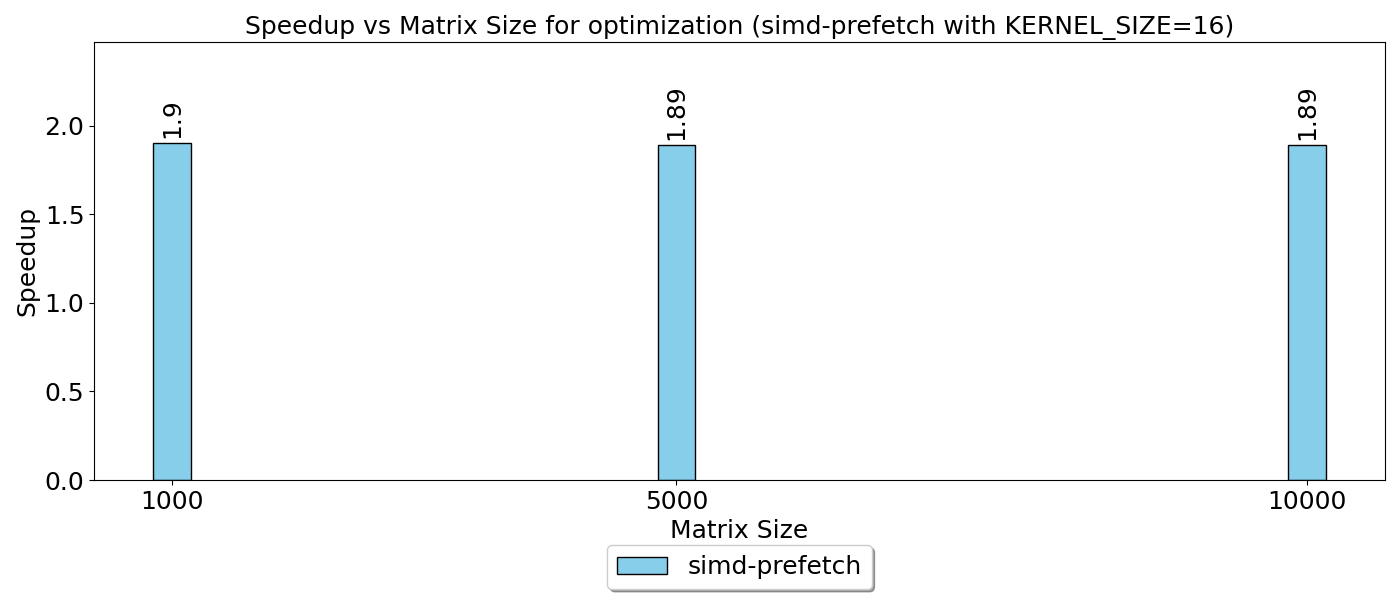 Speedup vs Matrix Size for optimization (simd-prefetch with KERNEL_SIZE=16)
Speedup
2.0
1.5
1.0
0.5
0.0
1.9
1.89
1.89
1000
5000
10000
Matrix Size
simd-prefetch